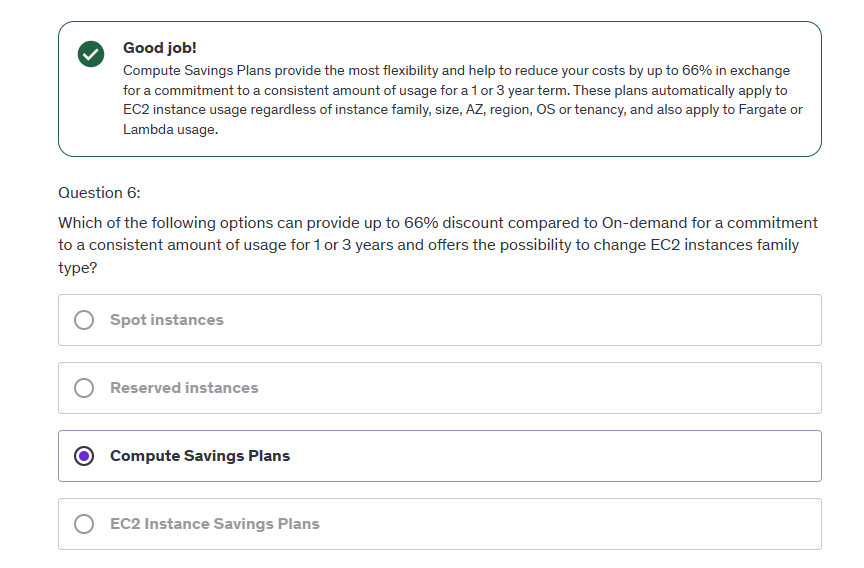 Good job!
Compute Savings Plans provide the most flexibility and help to reduce your costs by up to 66% in exchange
for a commitment to a consistent amount of usage for a 1 or 3 year term. These plans automatically apply to
EC2 instance usage regardless of instance family, size, AZ, region, OS or tenancy, and also apply to Fargate or
Lambda usage.
Question 6:
Which of the following options can provide up to 66% discount compared to On-demand for a commitment
to a consistent amount of usage for 1 or 3 years and offers the possibility to change EC2 instances family
type?
Spot instances
Reserved instances
Compute Savings Plans
EC2 Instance Savings Plans